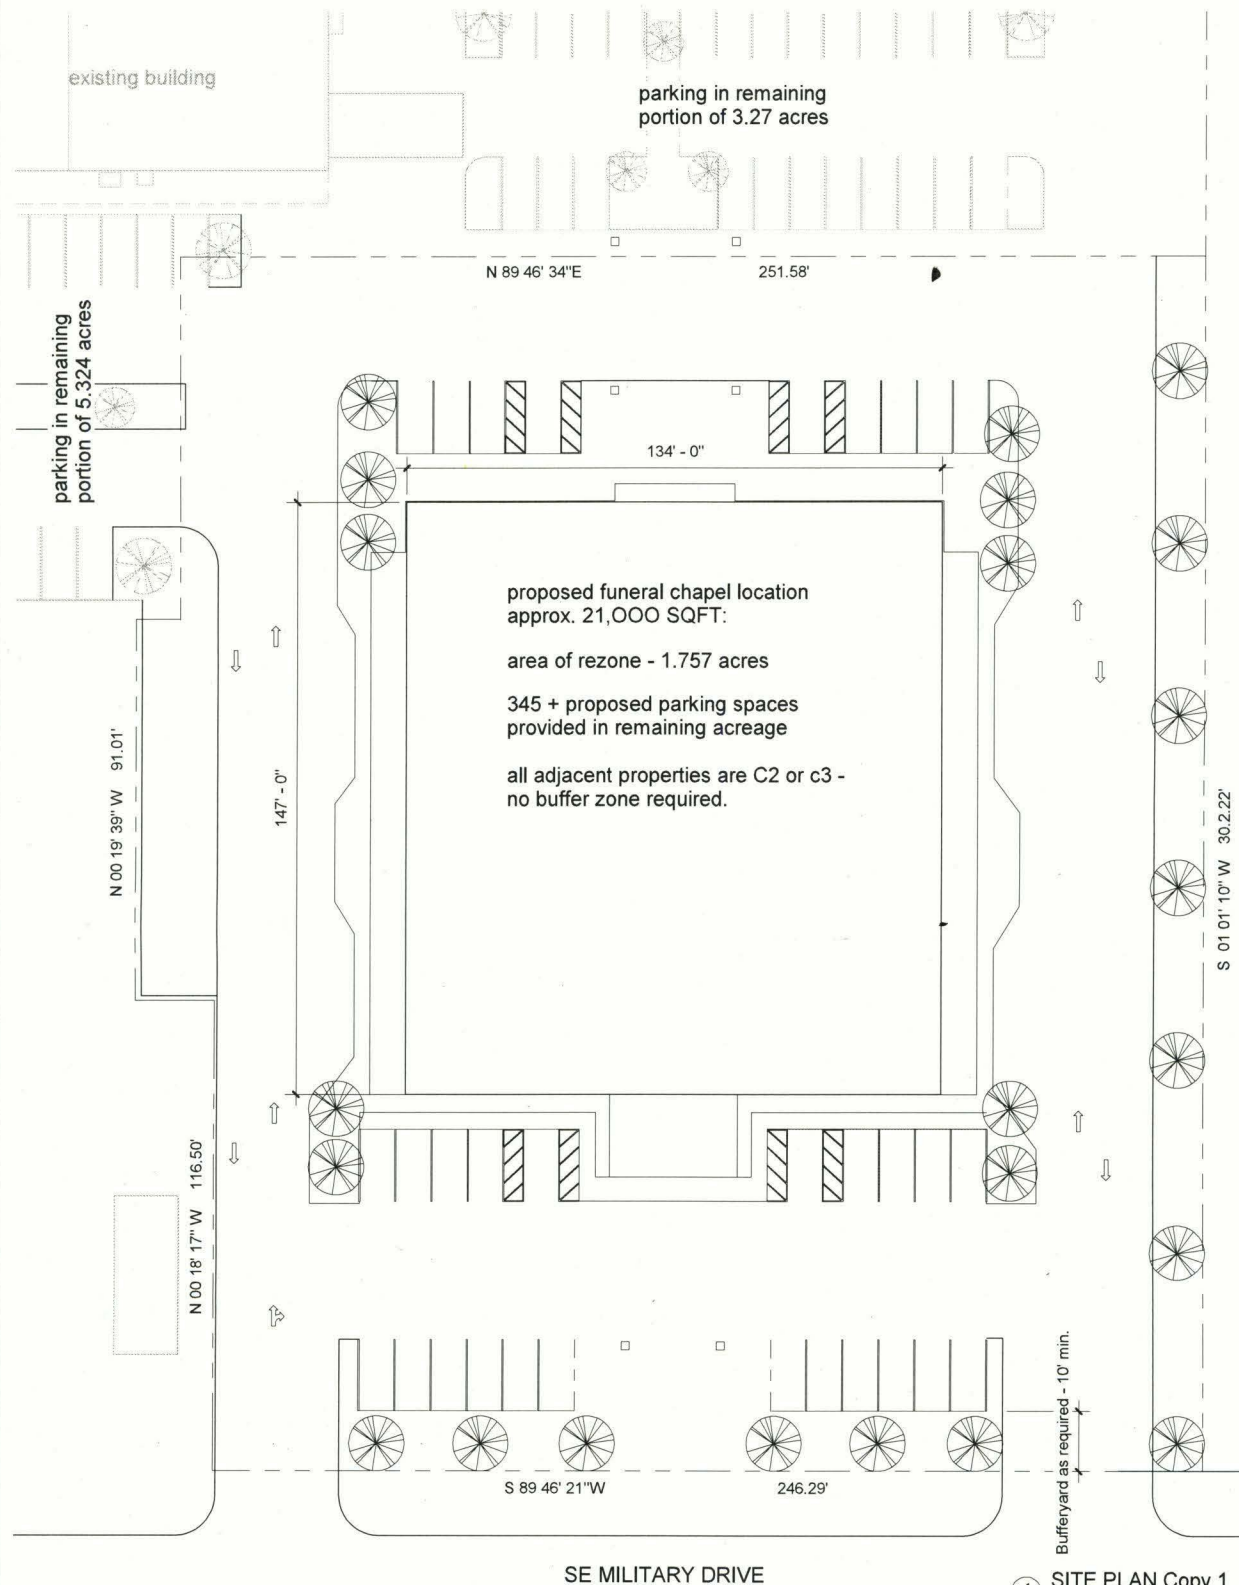 existing building
parking in remaining
portion of 3.27 acres
N 89 46' 34"E
251.58'
parking in remaining
portion of 5.324 acres
134' - 0"
proposed funeral chapel location
approx. 21,OOO SQFT:
area of rezone - 1.757 acres
345 + proposed parking spaces
provided in remaining acreage
all adjacent properties are C2 or c3 -
no buffer zone required.
147' - 0"
N 00 19' 39" W 91.01'
S 01 01' 10" W 30.2.22'
N 00 18' 17" W 116.50'
Bufferyard as required - 10' min.
S 89 46' 21"W
246.29'
SE MILITARY DRIVE
SITE PLAN Copy 1